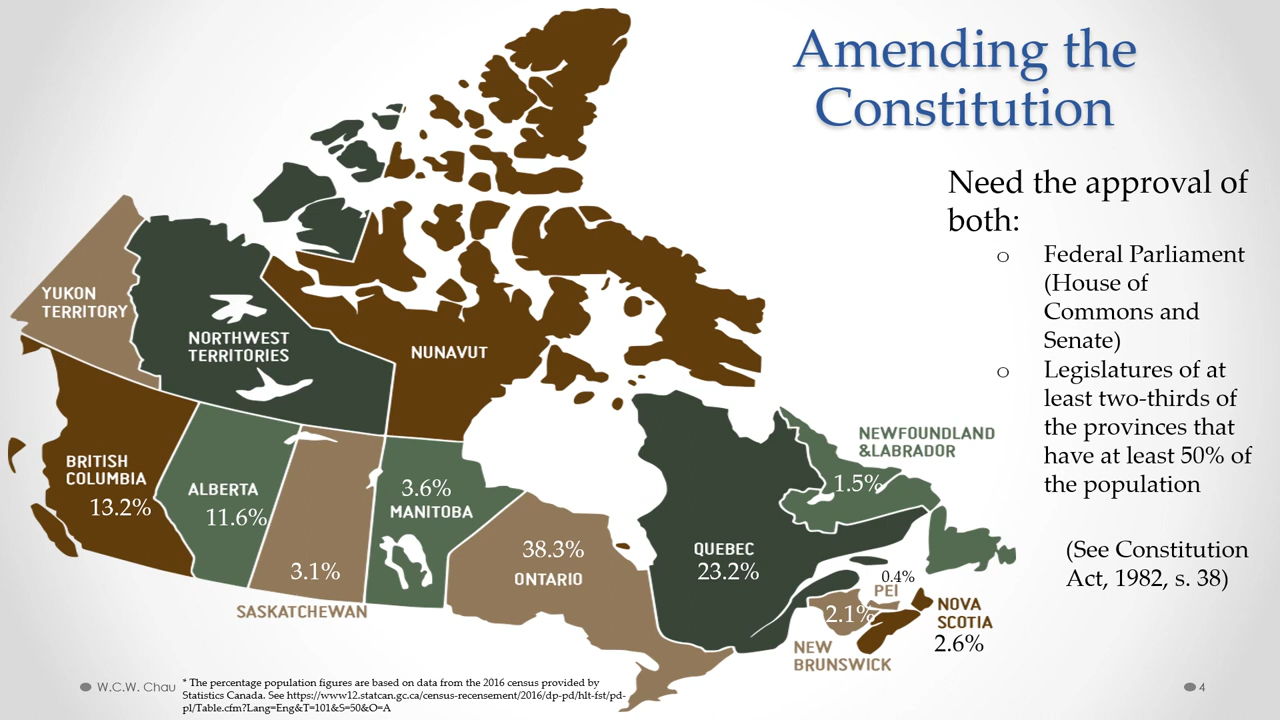 Amending the
Constitution
Need the approval of
both:
o Federal Parliament
(House of
Commons and
Senate)
o Legislatures of at
least two-thirds of
the provinces that
have at least 50% of
the population
(See Constitution
Act, 1982, s. 38)
YUKON
TERRITORY
NORTHWEST
TERRITORIES
NUNAVUT
BRITISH
COLUMBIA
13.2%
ALBERTA
11.6%
3.1%
SASKATCHEWAN
3.6%
MANITOBA
38.3%
ONTARIO
QUEBEC
23.2%
NEWFOUNDLAND
&LABRADOR
1.5%
0.4%
PEI
2.1%
NEW
BRUNSWICK
NOVA
SCOTIA
2.6%
W.C.W. Chau
* The percentage population figures are based on data from the 2016 census provided by
Statistics Canada. See https://www12.statcan.gc.ca/census-recensement/2016/dp-pd/hlt-fst/pd-
pl/Table.cfm?Lang=Eng&T=101&S=50&O=A
4